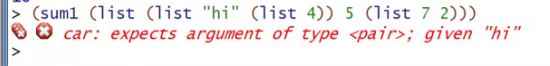 > (sum1 (list (list "hi" (list 4)) 5 (list 7 2)))
car: expects argument of type <pair>; given "hi"
>